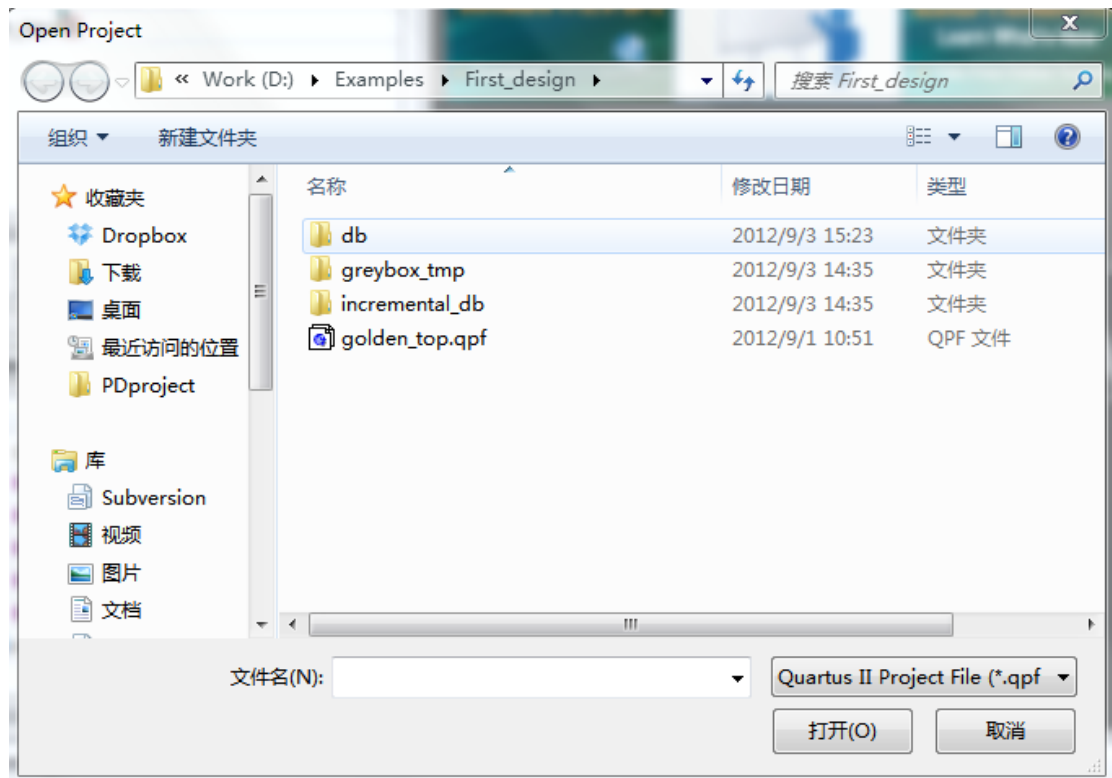 Open Project
« Work (D:) Examples First_design
搜索 First_design
组织 新建文件夹
收藏夹
Dropbox
下载
桌面
最近访问的位置
PDproject
库
Subversion
视频
图片
文档
名称 修改日期 类型
db 2012/9/3 15:23 文件夹
greybox_tmp 2012/9/3 14:35 文件夹
incremental_db 2012/9/3 14:35 文件夹
golden_top.qpf 2012/9/1 10:51 QPF 文件
文件名(N):
Quartus II Project File (*.qpf
打开(O) 取消